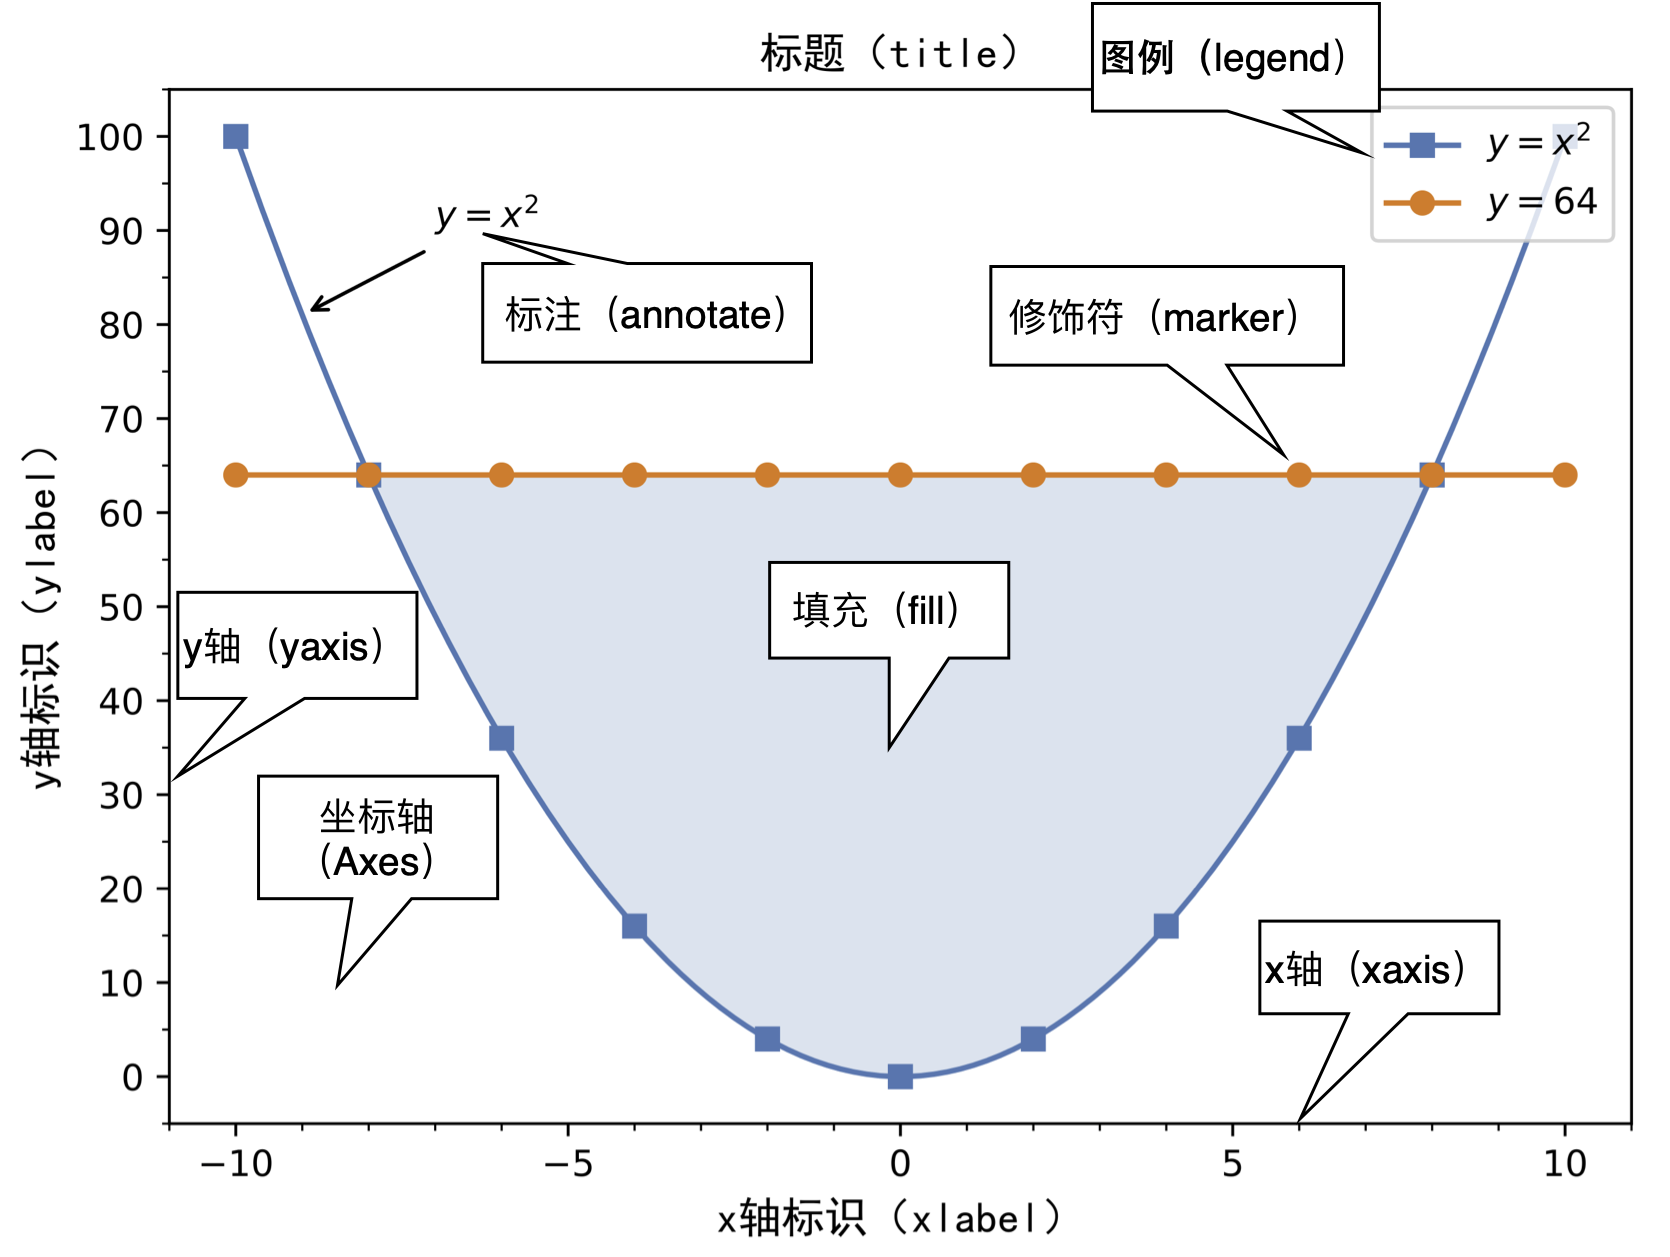 标题（title）
图例（legend）
y = x²
y = 64
y = x²
标注（annotate）
修饰符（marker）
填充（fill）
y轴（yaxis）
坐标轴
（Axes）
x轴（xaxis）
y轴标识（ylabel）
100
90
80
70
60
50
40
30
20
10
0
−10
−5
0
5
10
x轴标识（xlabel）